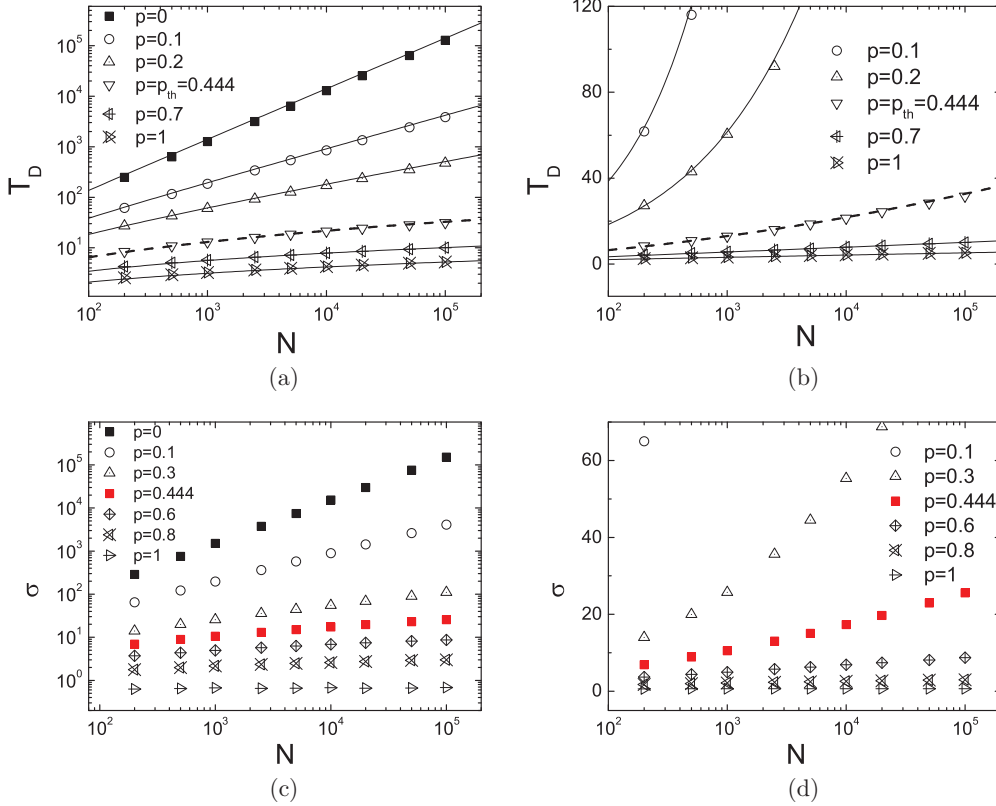 p=0
p=0.1
p=0.2
p=p_th=0.444
p=0.7
p=1
10^5
10^4
10^3
10^2
10^1
T_D
10^2
10^3
10^4
10^5
N
(a)
120
80
40
0
T_D
p=0.1
p=0.2
p=p_th=0.444
p=0.7
p=1
10^2
10^3
10^4
10^5
N
(b)
p=0
p=0.1
p=0.3
p=0.444
p=0.6
p=0.8
p=1
10^5
10^4
10^3
10^2
10^1
10^0
σ
10^2
10^3
10^4
10^5
N
(c)
60
40
20
0
σ
p=0.1
p=0.3
p=0.444
p=0.6
p=0.8
p=1
10^2
10^3
10^4
10^5
N
(d)